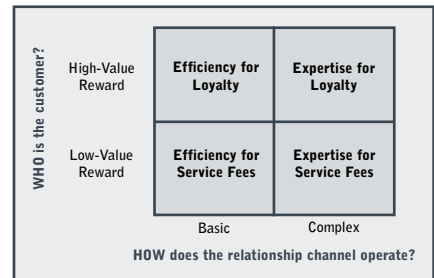 WHO is the customer?
High-Value
Reward
Efficiency for
Loyalty
Expertise for
Loyalty
Low-Value
Reward
Efficiency for
Service Fees
Expertise for
Service Fees
Basic
Complex
HOW does the relationship channel operate?